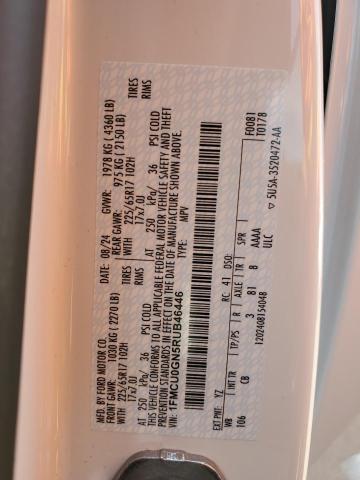 MFD. BY FORD MOTOR CO.
DATE: 08/24 GVWR: 1978 KG ( 4360 LB)
FRONT GAWR: 1030 KG ( 2270 LB) REAR GAWR: 975 KG ( 2150 LB)
225/65R17 102H TIRES 225/65R17 102H TIRES
17x7.0J RIMS 17x7.0J RIMS
AT 250 kPa/ 36 PSI COLD AT 250 kPa/ 36 PSI COLD
THIS VEHICLE CONFORMS TO ALL APPLICABLE FEDERAL MOTOR VEHICLE SAFETY AND THEFT
PREVENTION STANDARDS IN EFFECT ON THE DATE OF MANUFACTURE SHOWN ABOVE.
VIN: 1FMCU0GN5RUB46446 TYPE: MPV
F0081
T0178
EXT PNT: YZ RC: 41 DSO:
WB INT TR TP/PS R AXLE TR SPR
106 CB 3 81 8 AAAA ULC
1202408154048
▽ 5U5A-3520472-AA